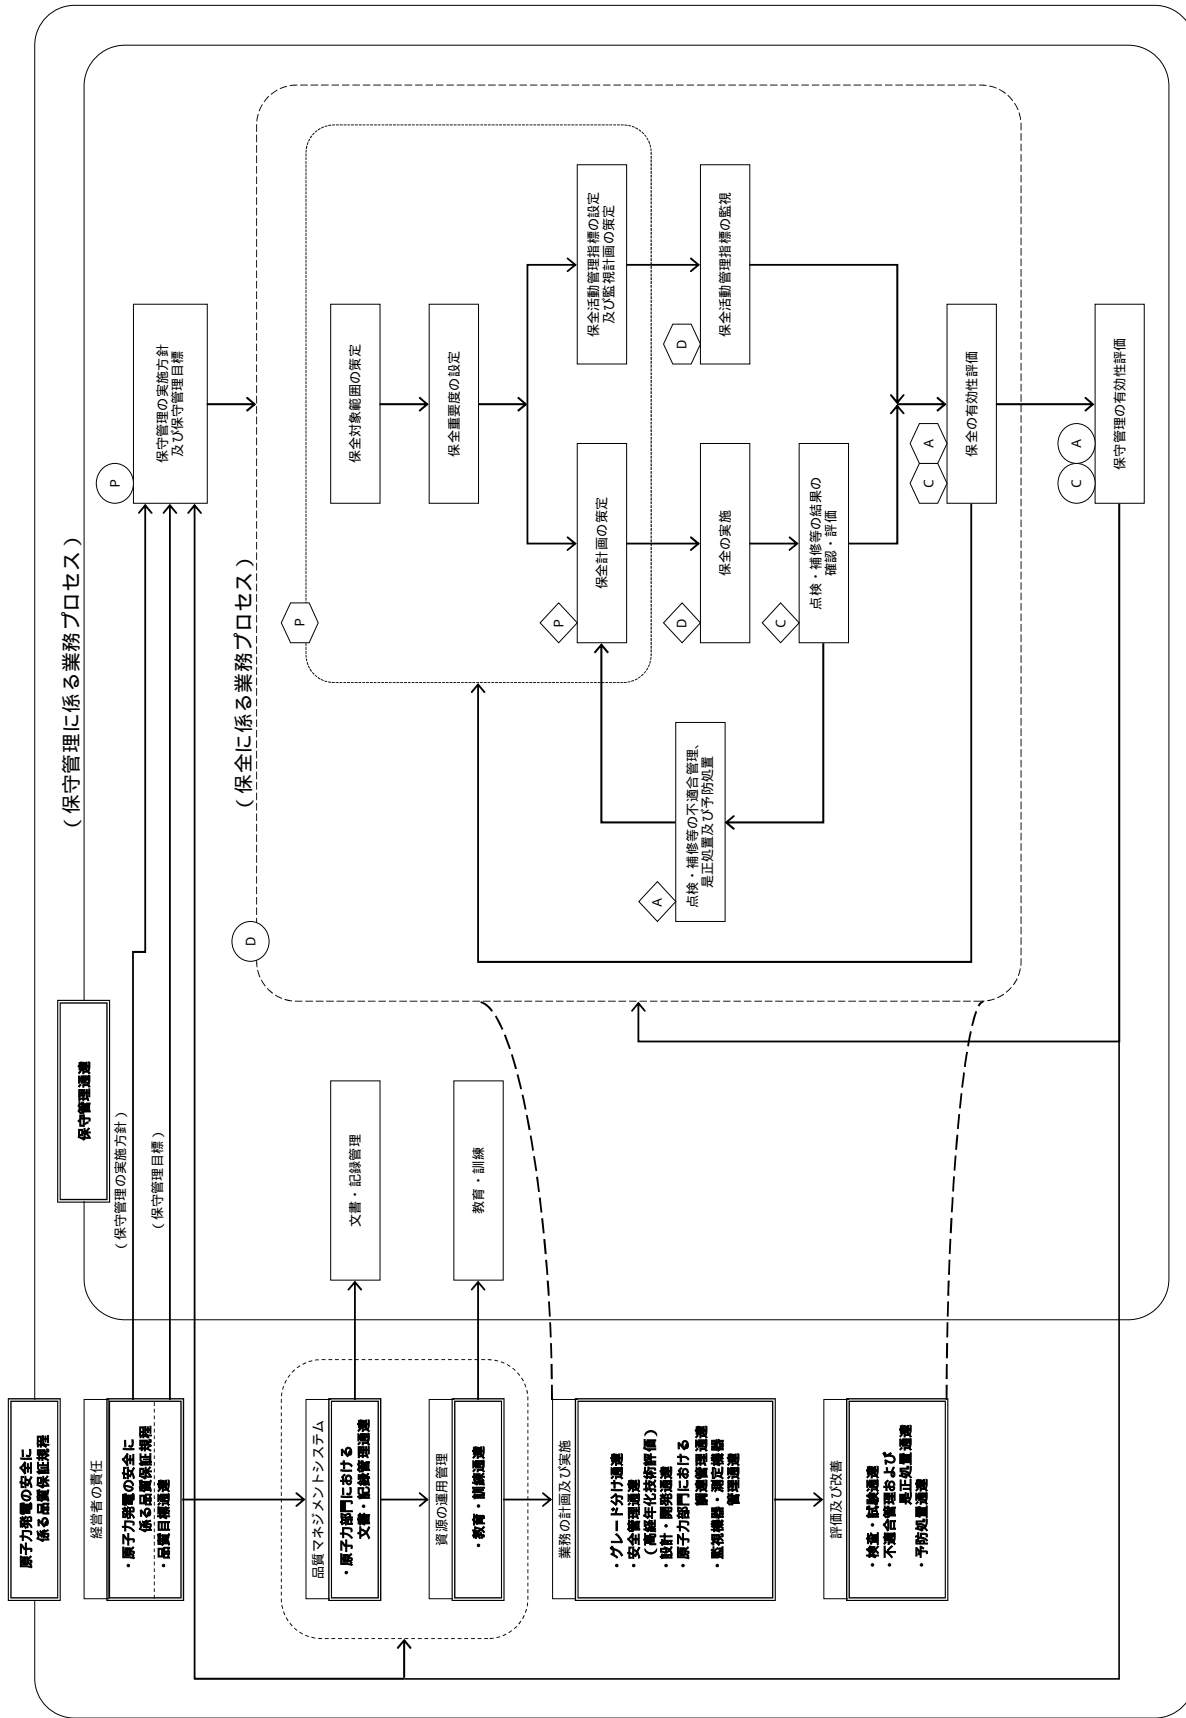 原子力発電の安全に
係る品質保証規程
経営者の責任
・原子力発電の安全に
係る品質保証規程
・品質目標通達
品質マネジメントシステム
・原子力部門における
文書・記録管理通達
資源の運用管理
・教育・訓練通達
業務の計画及び実施
・グレード分け通達
・安全管理通達
（高経年化技術評価）
・設計・開発通達
・原子力部門における
調達管理通達
・監視機器・測定機器
管理通達
評価及び改善
・検査・試験通達
・不適合管理および
是正処置通達
・予防処置通達
保守管理通達
（保守管理の実施方針）
（保守管理目標）
文書・記録管理
教育・訓練
（保守管理に係る業務プロセス）
P
保守管理の実施方針
及び保守管理目標
D
（保全に係る業務プロセス）
P
保全対象範囲の策定
保全重要度の設定
P
保全計画の策定
保全活動管理指標の設定
及び監視計画の策定
D
保全の実施
D
保全活動管理指標の監視
C
点検・補修等の結果の
確認・評価
A
点検・補修等の不適合管理、
是正処置及び予防処置
C
A
保全の有効性評価
C
A
保守管理の有効性評価